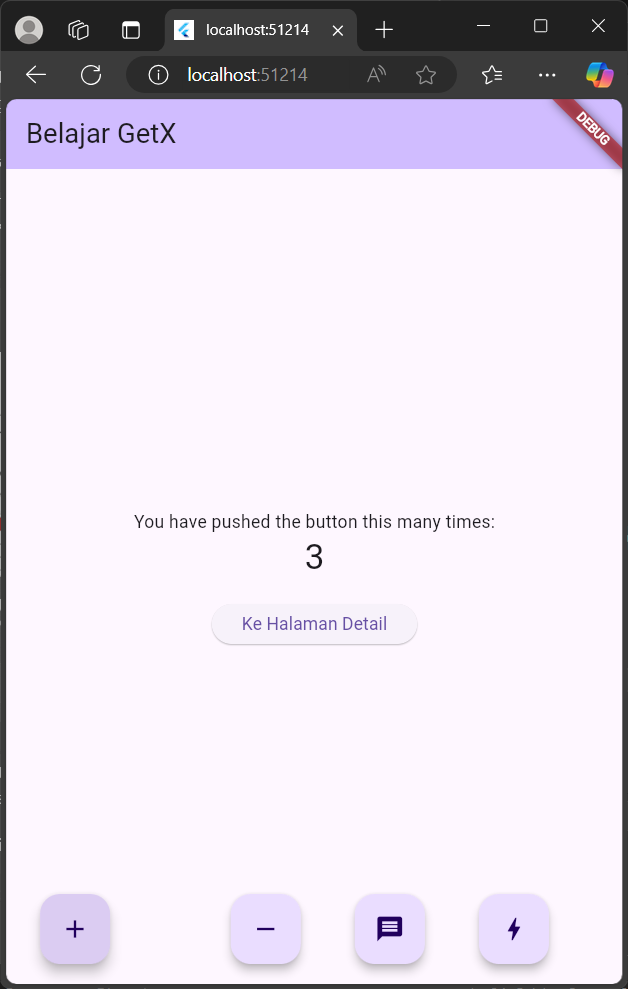 localhost:51214
localhost:51214
Belajar GetX
DEBUG
You have pushed the button this many times:
3
Ke Halaman Detail